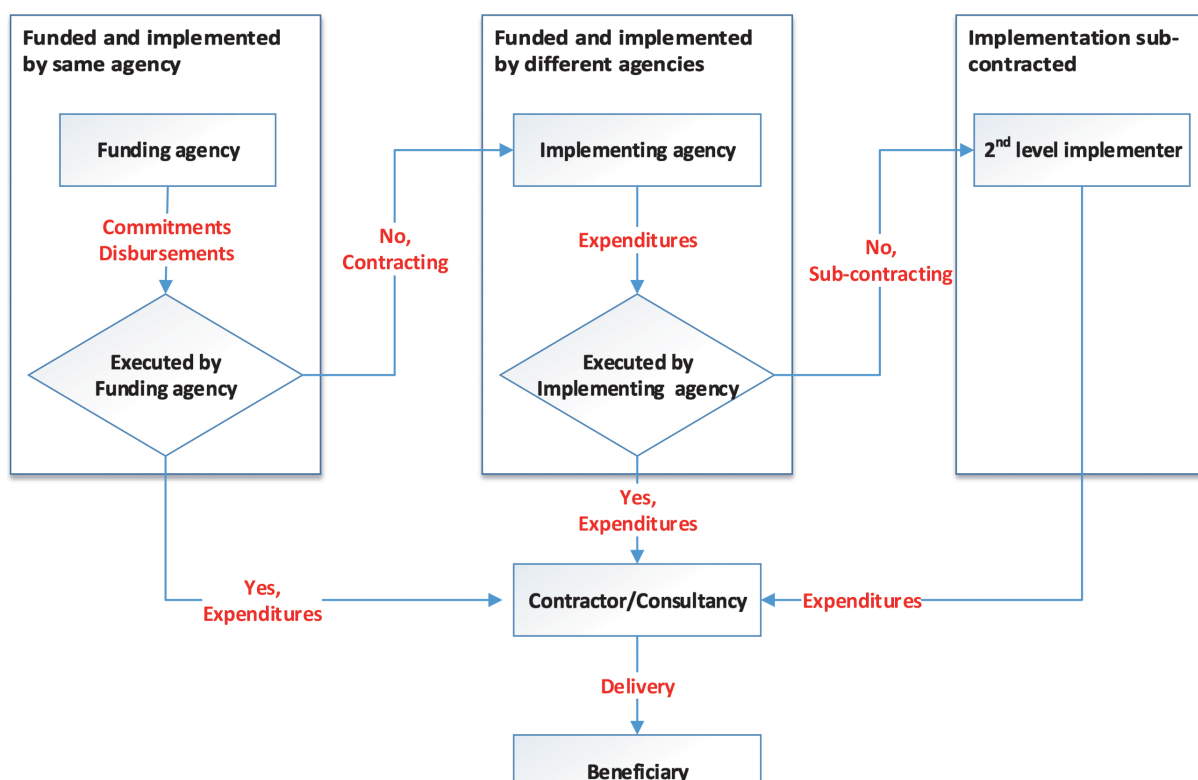 Funded and implemented
by same agency
Funding agency
Commitments
Disbursements
Executed by
Funding agency
No,
Contracting
Funded and implemented
by different agencies
Implementing agency
Expenditures
Executed by
Implementing agency
No,
Sub-contracting
Implementation sub-
contracted
2nd level implementer
Yes,
Expenditures
Yes,
Expenditures
Contractor/Consultancy
Expenditures
Delivery
Beneficiary